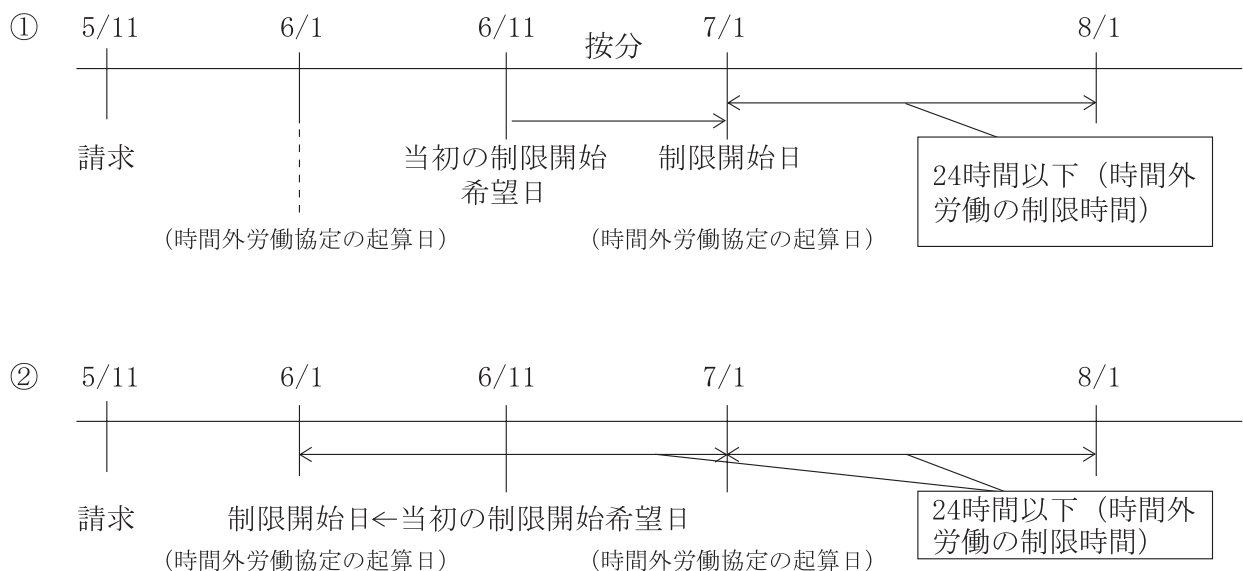 ① 5/11 6/1 6/11 按分 7/1 8/1
請求 当初の制限開始 制限開始日
希望日
24時間以下（時間外
労働の制限時間）
（時間外労働協定の起算日） （時間外労働協定の起算日）
② 5/11 6/1 6/11 7/1 8/1
請求 制限開始日←当初の制限開始希望日
24時間以下（時間外
労働の制限時間）
（時間外労働協定の起算日） （時間外労働協定の起算日）